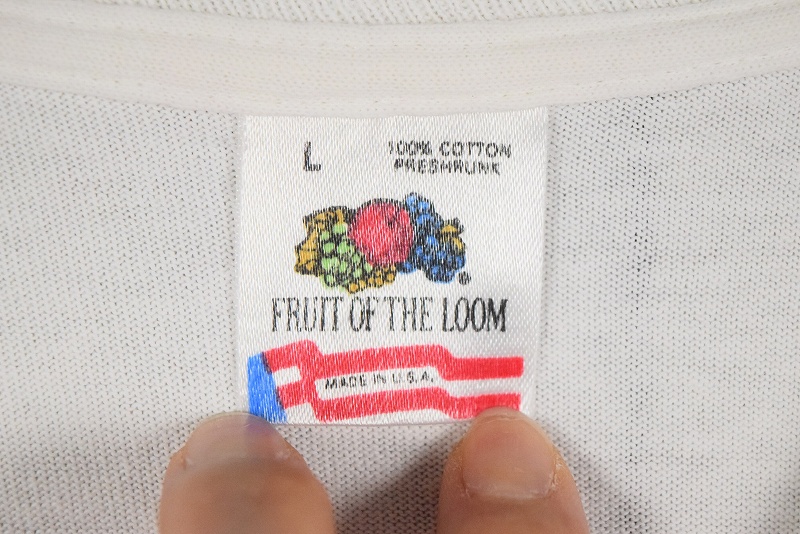 L
100% COTTON
PRESHRUNK
®
FRUIT OF THE LOOM
MADE IN U.S.A.